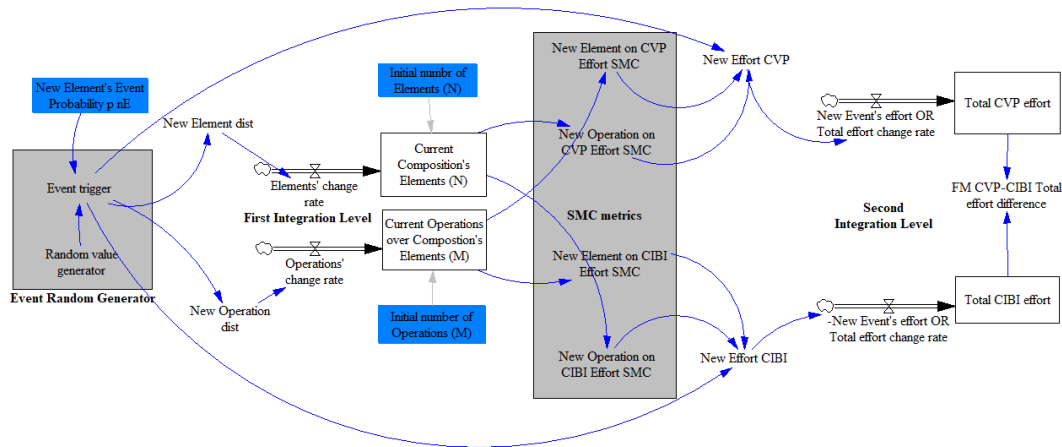 New Element's Event
Probability p nE
Initial numbr of
Elements (N)
New Element on CVP
Effort SMC
New Effort CVP
New Element dist
New Operation on
CVP Effort SMC
New Event's effort OR
Total effort change rate
Total CVP effort
Event trigger
Elements' change
rate
First Integration Level
Current
Composition's
Elements (N)
FM CVP-CIBI Total
effort difference
Random value
generator
Event Random Generator
Current Operations
over Compostion's
Elements (M)
SMC metrics
Second
Integration Level
Operations'
change rate
New Element on CIBI
Effort SMC
New Operation
dist
Initial number of
Operations (M)
Total CIBI effort
-New Event's effort OR
Total effort change rate
New Operation on
CIBI Effort SMC
New Effort CIBI